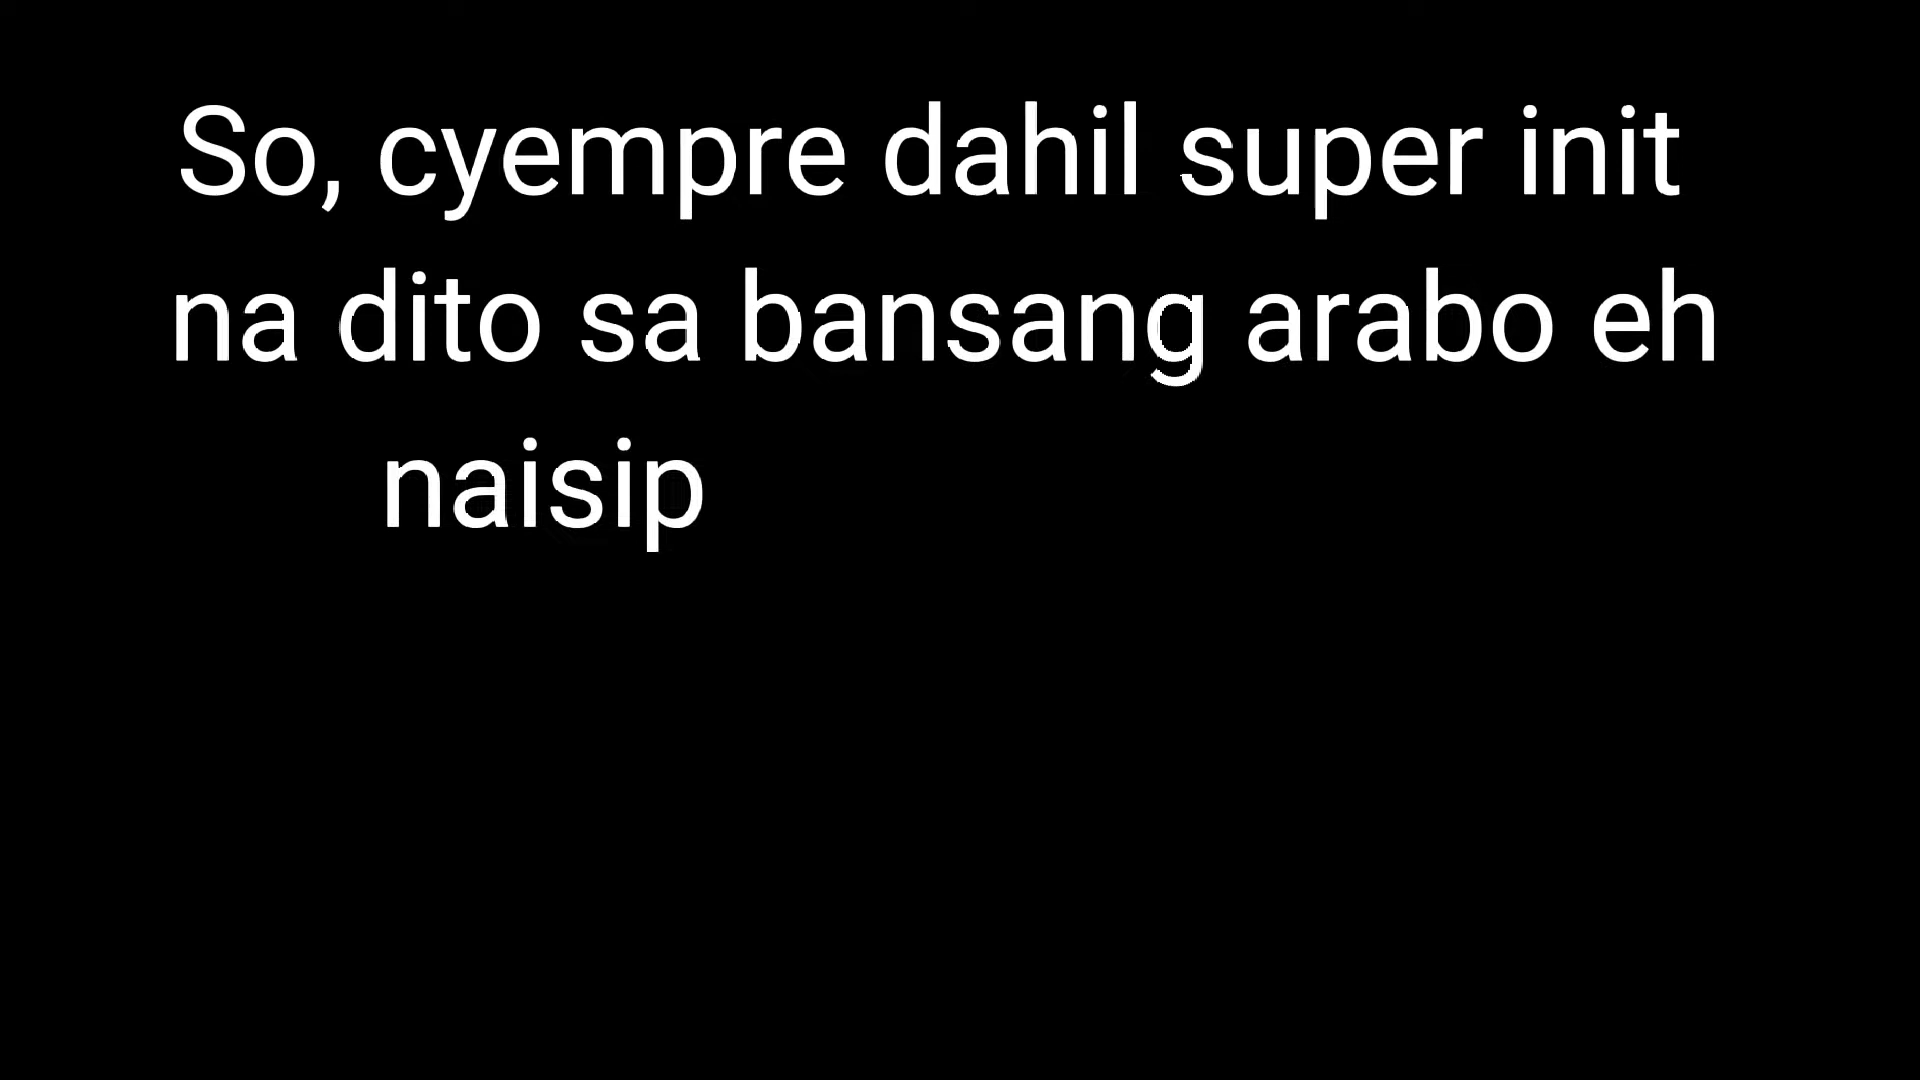 So, cyempre dahil super init
na dito sa bansang arabo eh
naisip